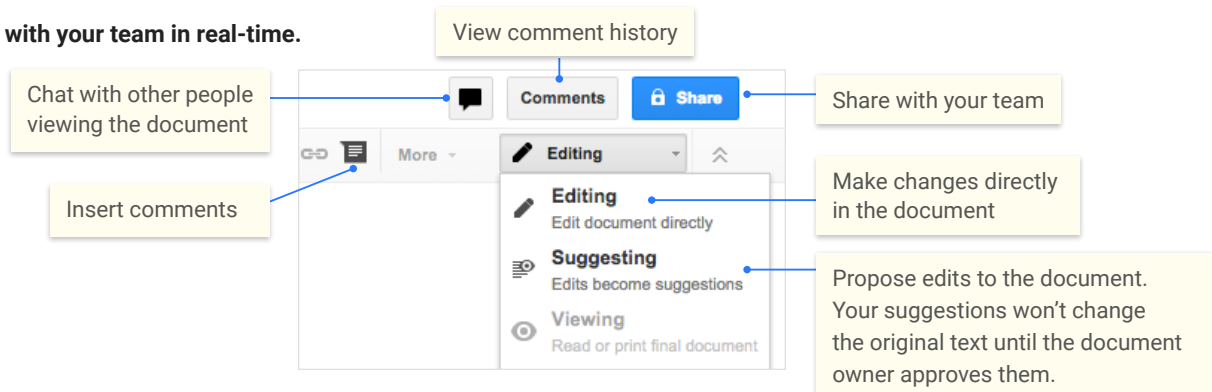 with your team in real-time.
View comment history
Chat with other people
viewing the document
Comments
Share
Share with your team
More
Editing
Insert comments
Editing
Edit document directly
Make changes directly
in the document
Suggesting
Edits become suggestions
Propose edits to the document.
Your suggestions won’t change
the original text until the document
owner approves them.
Viewing
Read or print final document